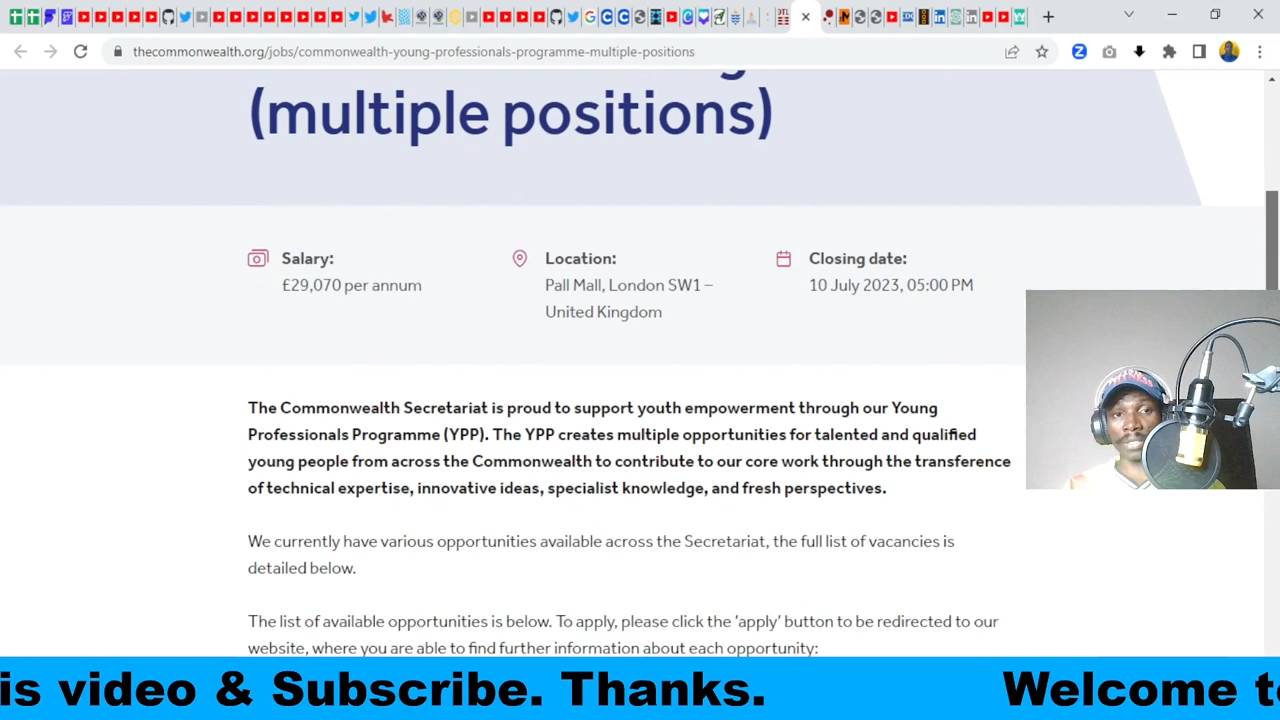 thecommonwealth.org/jobs/commonwealth-young-professionals-programme-multiple-positions
(multiple positions)
Salary:
£29,070 per annum
Location:
Pall Mall, London SW1 –
United Kingdom
Closing date:
10 July 2023, 05:00 PM
The Commonwealth Secretariat is proud to support youth empowerment through our Young
Professionals Programme (YPP). The YPP creates multiple opportunities for talented and qualified
young people from across the Commonwealth to contribute to our core work through the transference
of technical expertise, innovative ideas, specialist knowledge, and fresh perspectives.
We currently have various opportunities available across the Secretariat, the full list of vacancies is
detailed below.
The list of available opportunities is below. To apply, please click the 'apply' button to be redirected to our
website, where you are able to find further information about each opportunity:
is video & Subscribe. Thanks. Welcome to